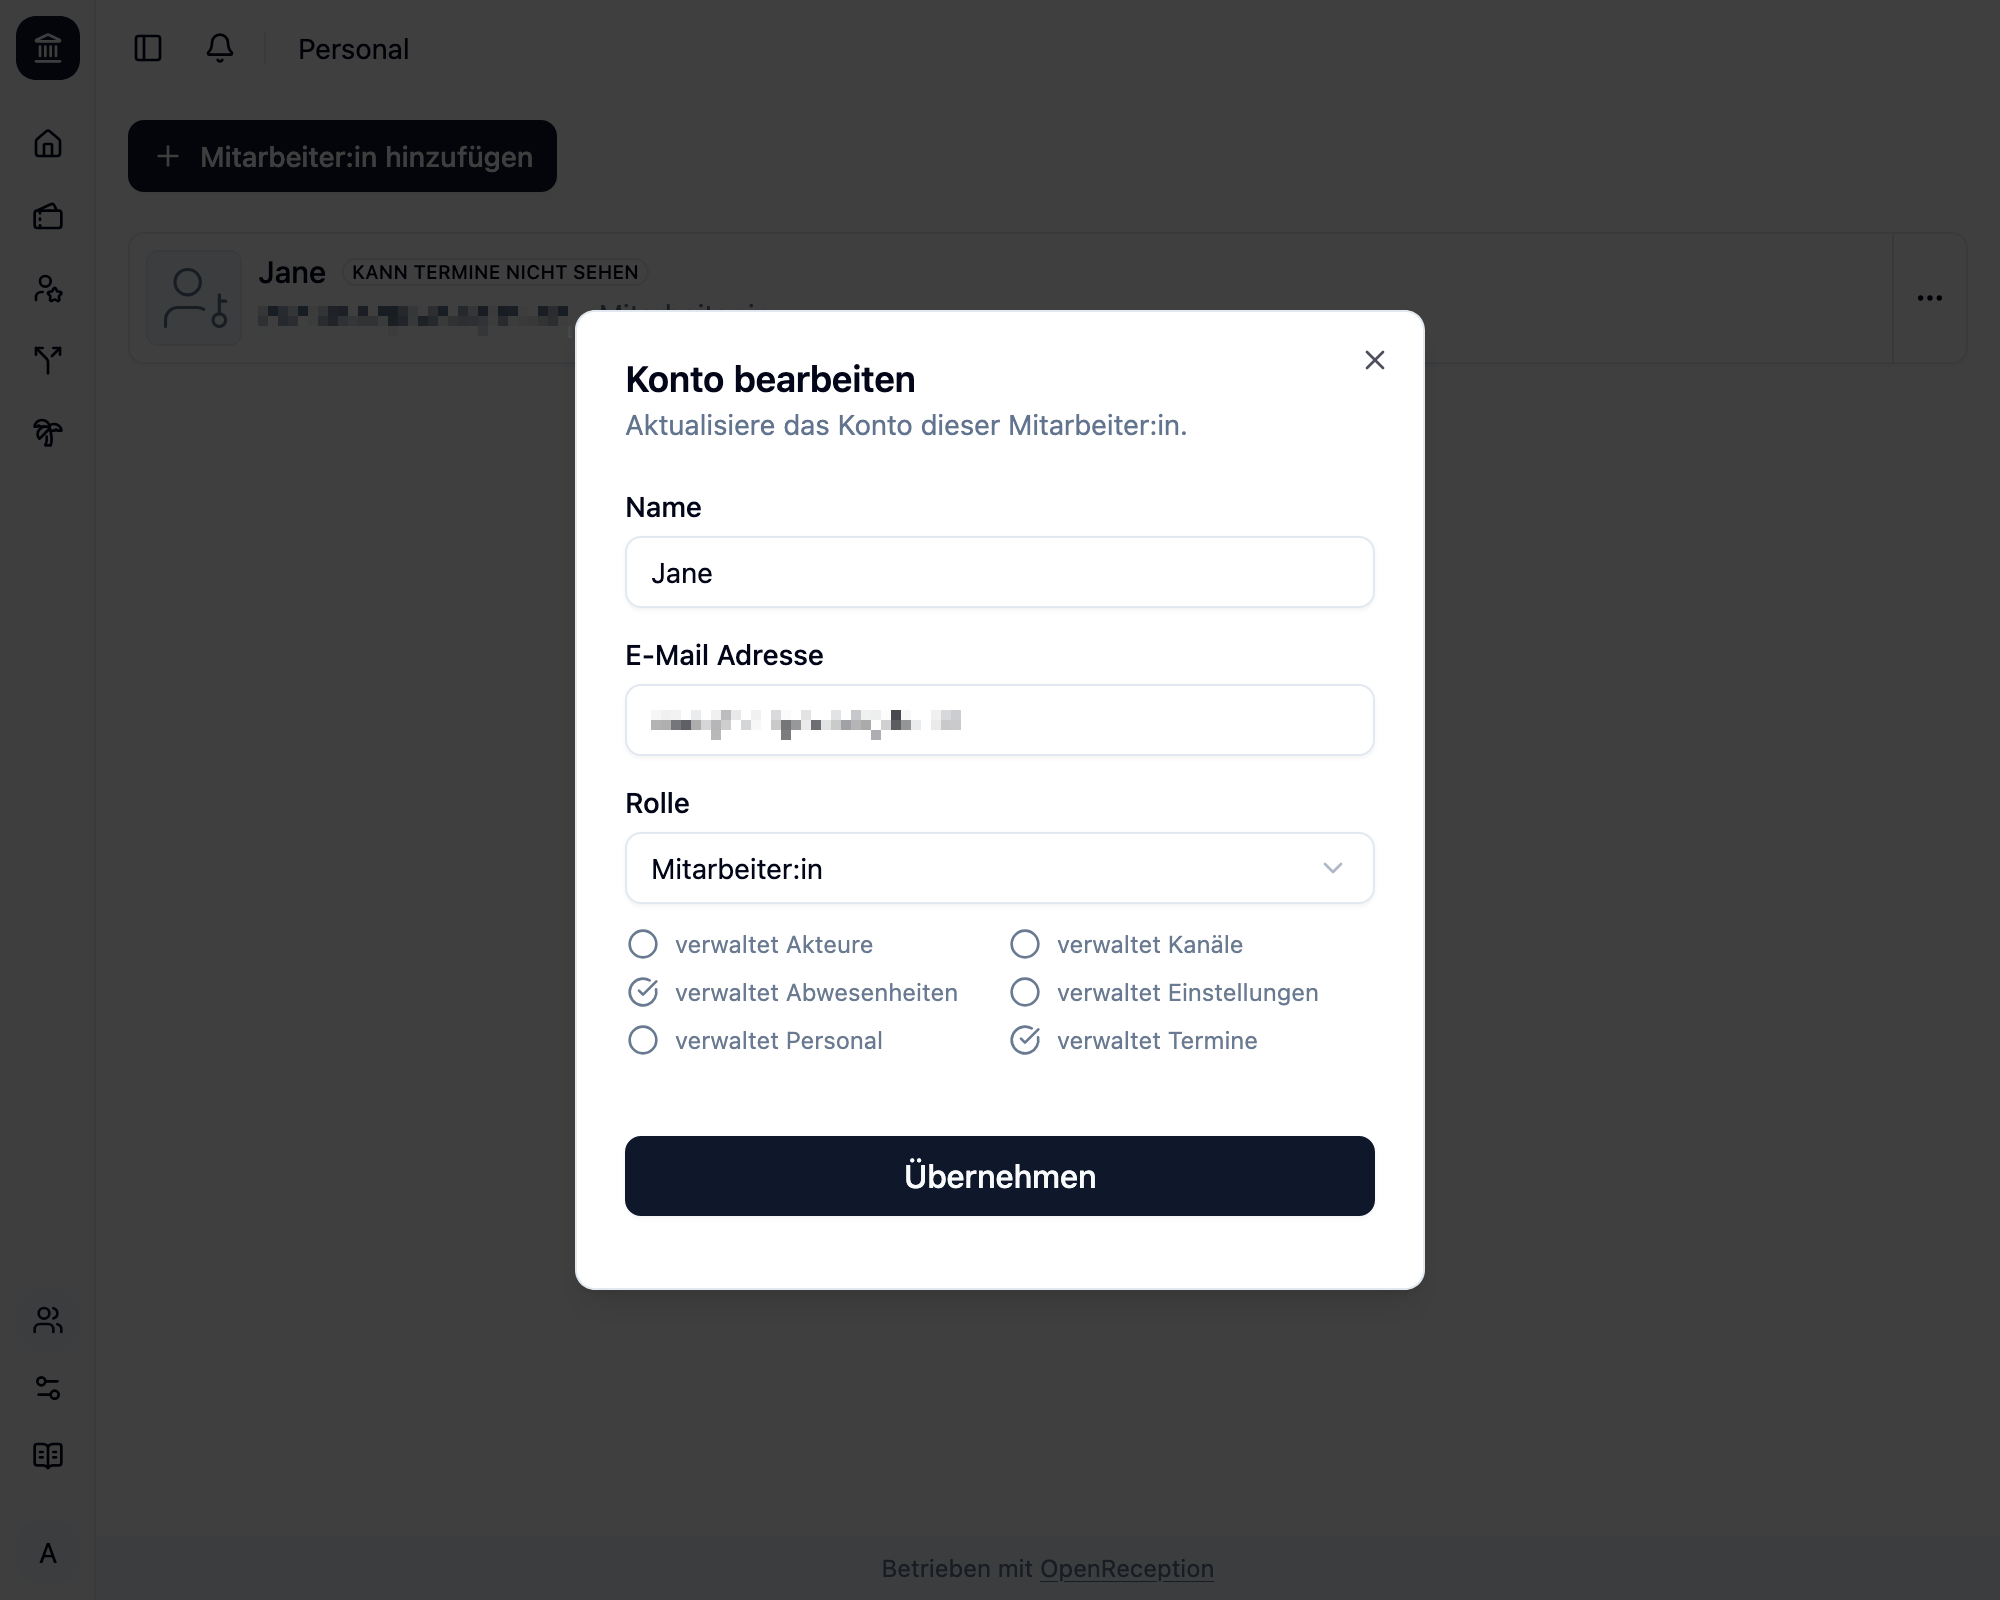 Personal
Mitarbeiter:in hinzufügen
Jane KANN TERMINE NICHT SEHEN
Konto bearbeiten
Aktualisiere das Konto dieser Mitarbeiter:in.
Name
Jane
E-Mail Adresse
Rolle
Mitarbeiter:in
verwaltet Akteure
verwaltet Kanäle
verwaltet Abwesenheiten
verwaltet Einstellungen
verwaltet Personal
verwaltet Termine
Übernehmen
A
Betrieben mit OpenReception